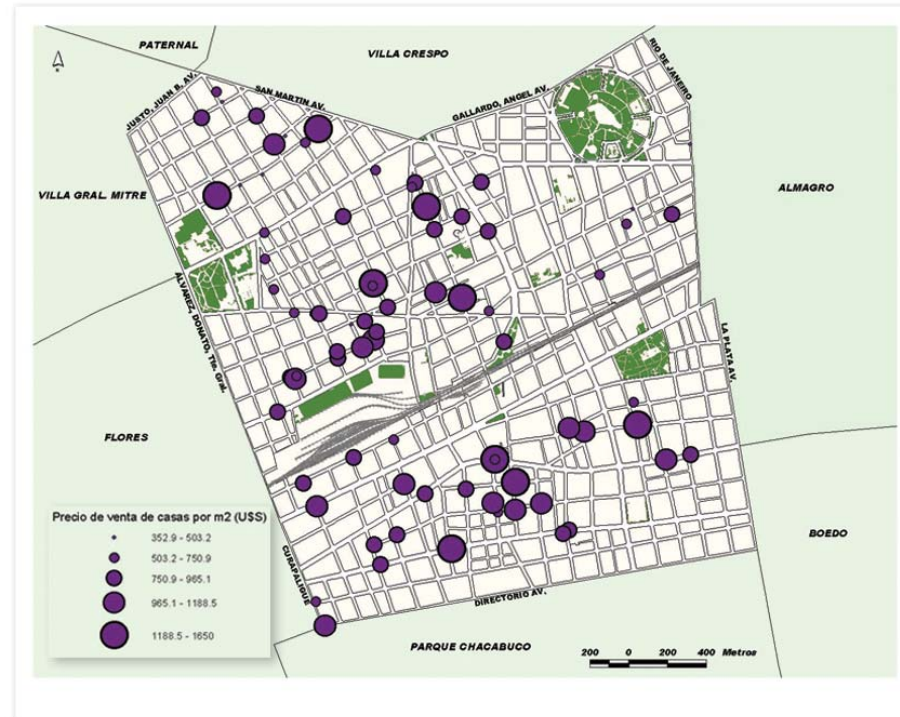 PATERNAL
VILLA CRESPO
RIO DE JANEIRO
JUSTO, JUAN B. AV.
SAN MARTIN AV.
GALLARDO, ANGEL AV.
VILLA GRAL. MITRE
ALMAGRO
ALVAREZ, DONATO, Tte. Gral.
LA PLATA AV.
FLORES
Precio de venta de casas por m2 (U$S)
352.9 - 503.2
503.2 - 750.9
750.9 - 965.1
965.1 - 1188.5
1188.5 - 1650
CURAPALIGUE
BOEDO
DIRECTORIO AV.
PARQUE CHACABUCO
200 0 200 400 Metros